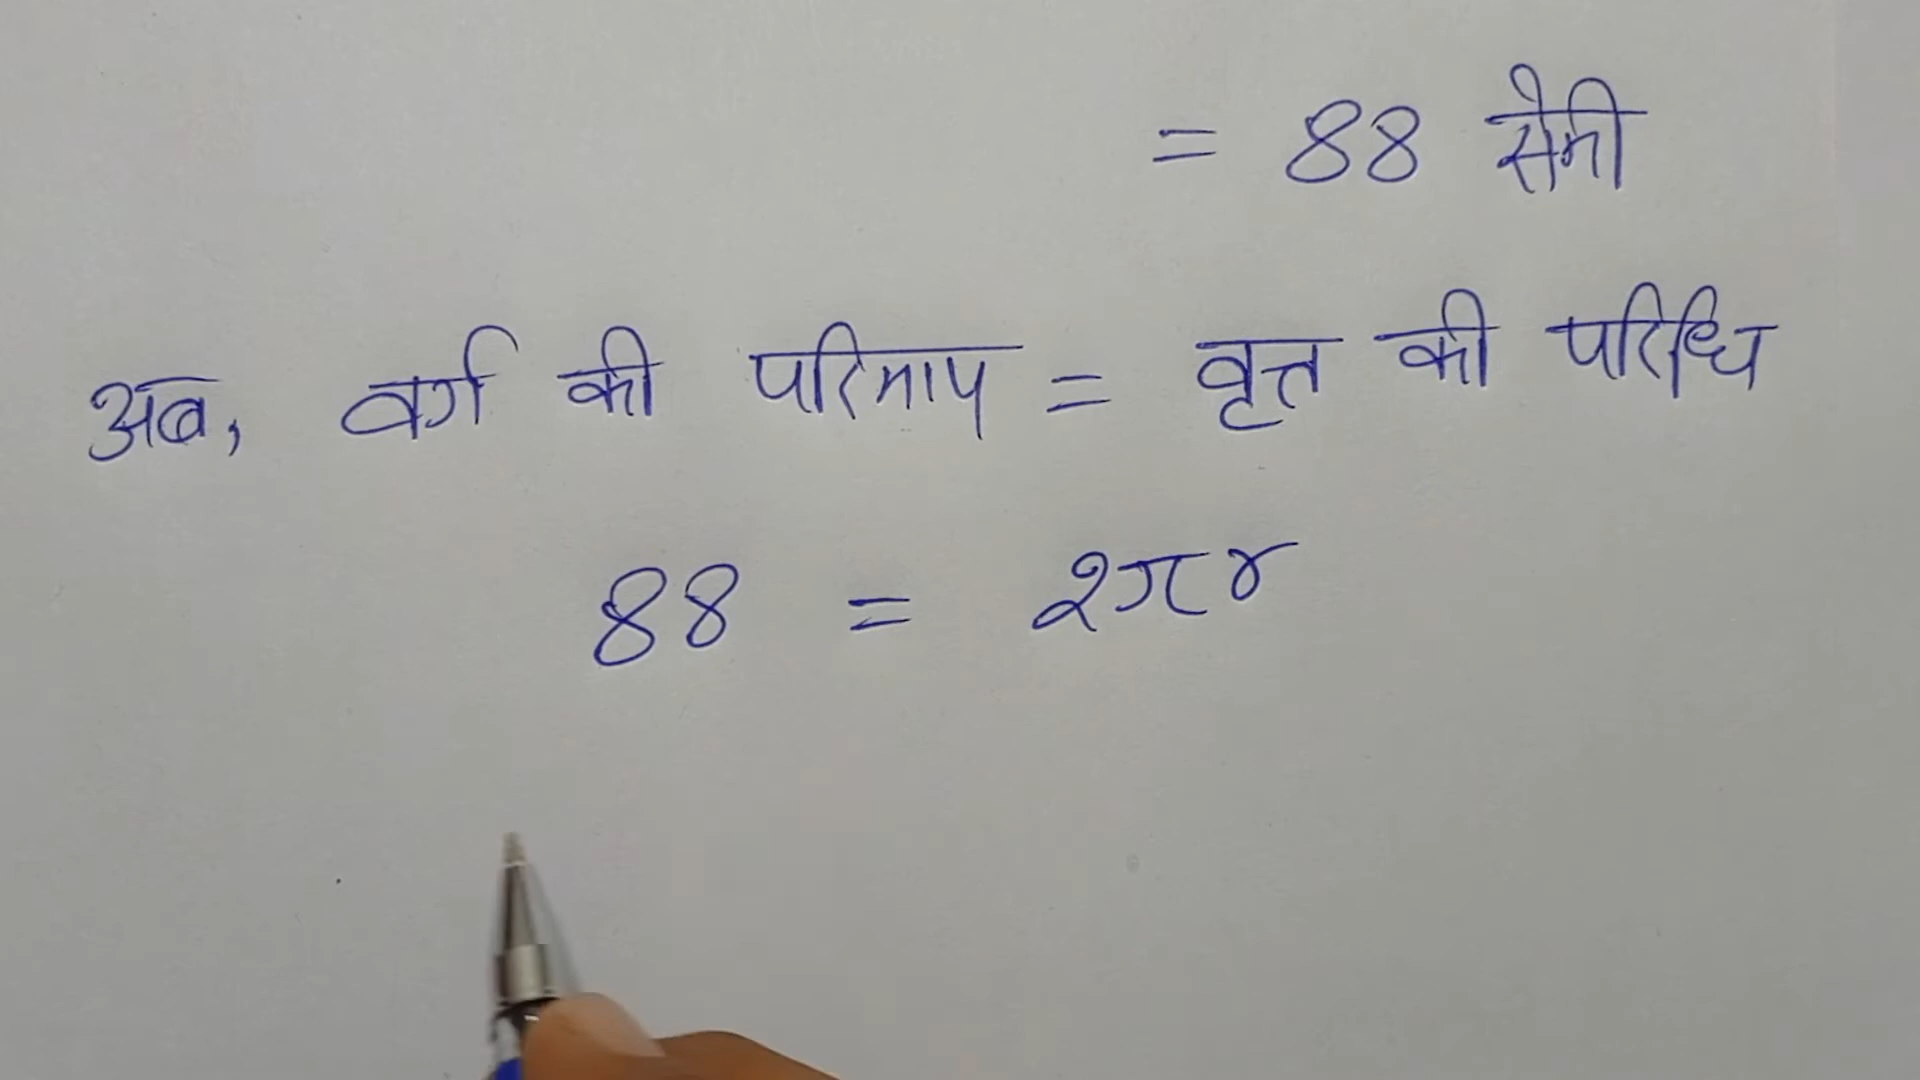 = 88 सेमी
अब, वर्ग की परिमाप = वृत्त की परिधि
88 = 2πr